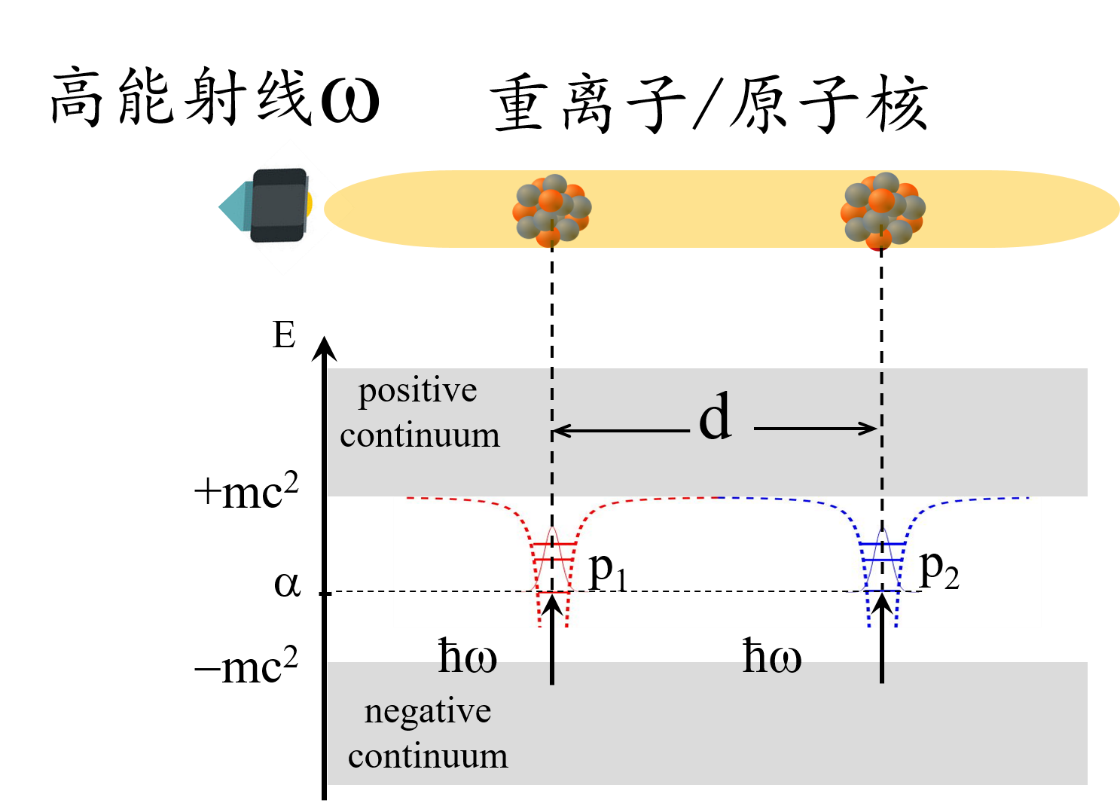 高能射线ω
重离子/原子核
E
positive
continuum
d
+mc²
p₁
p₂
α
ħω
ħω
−mc²
negative
continuum